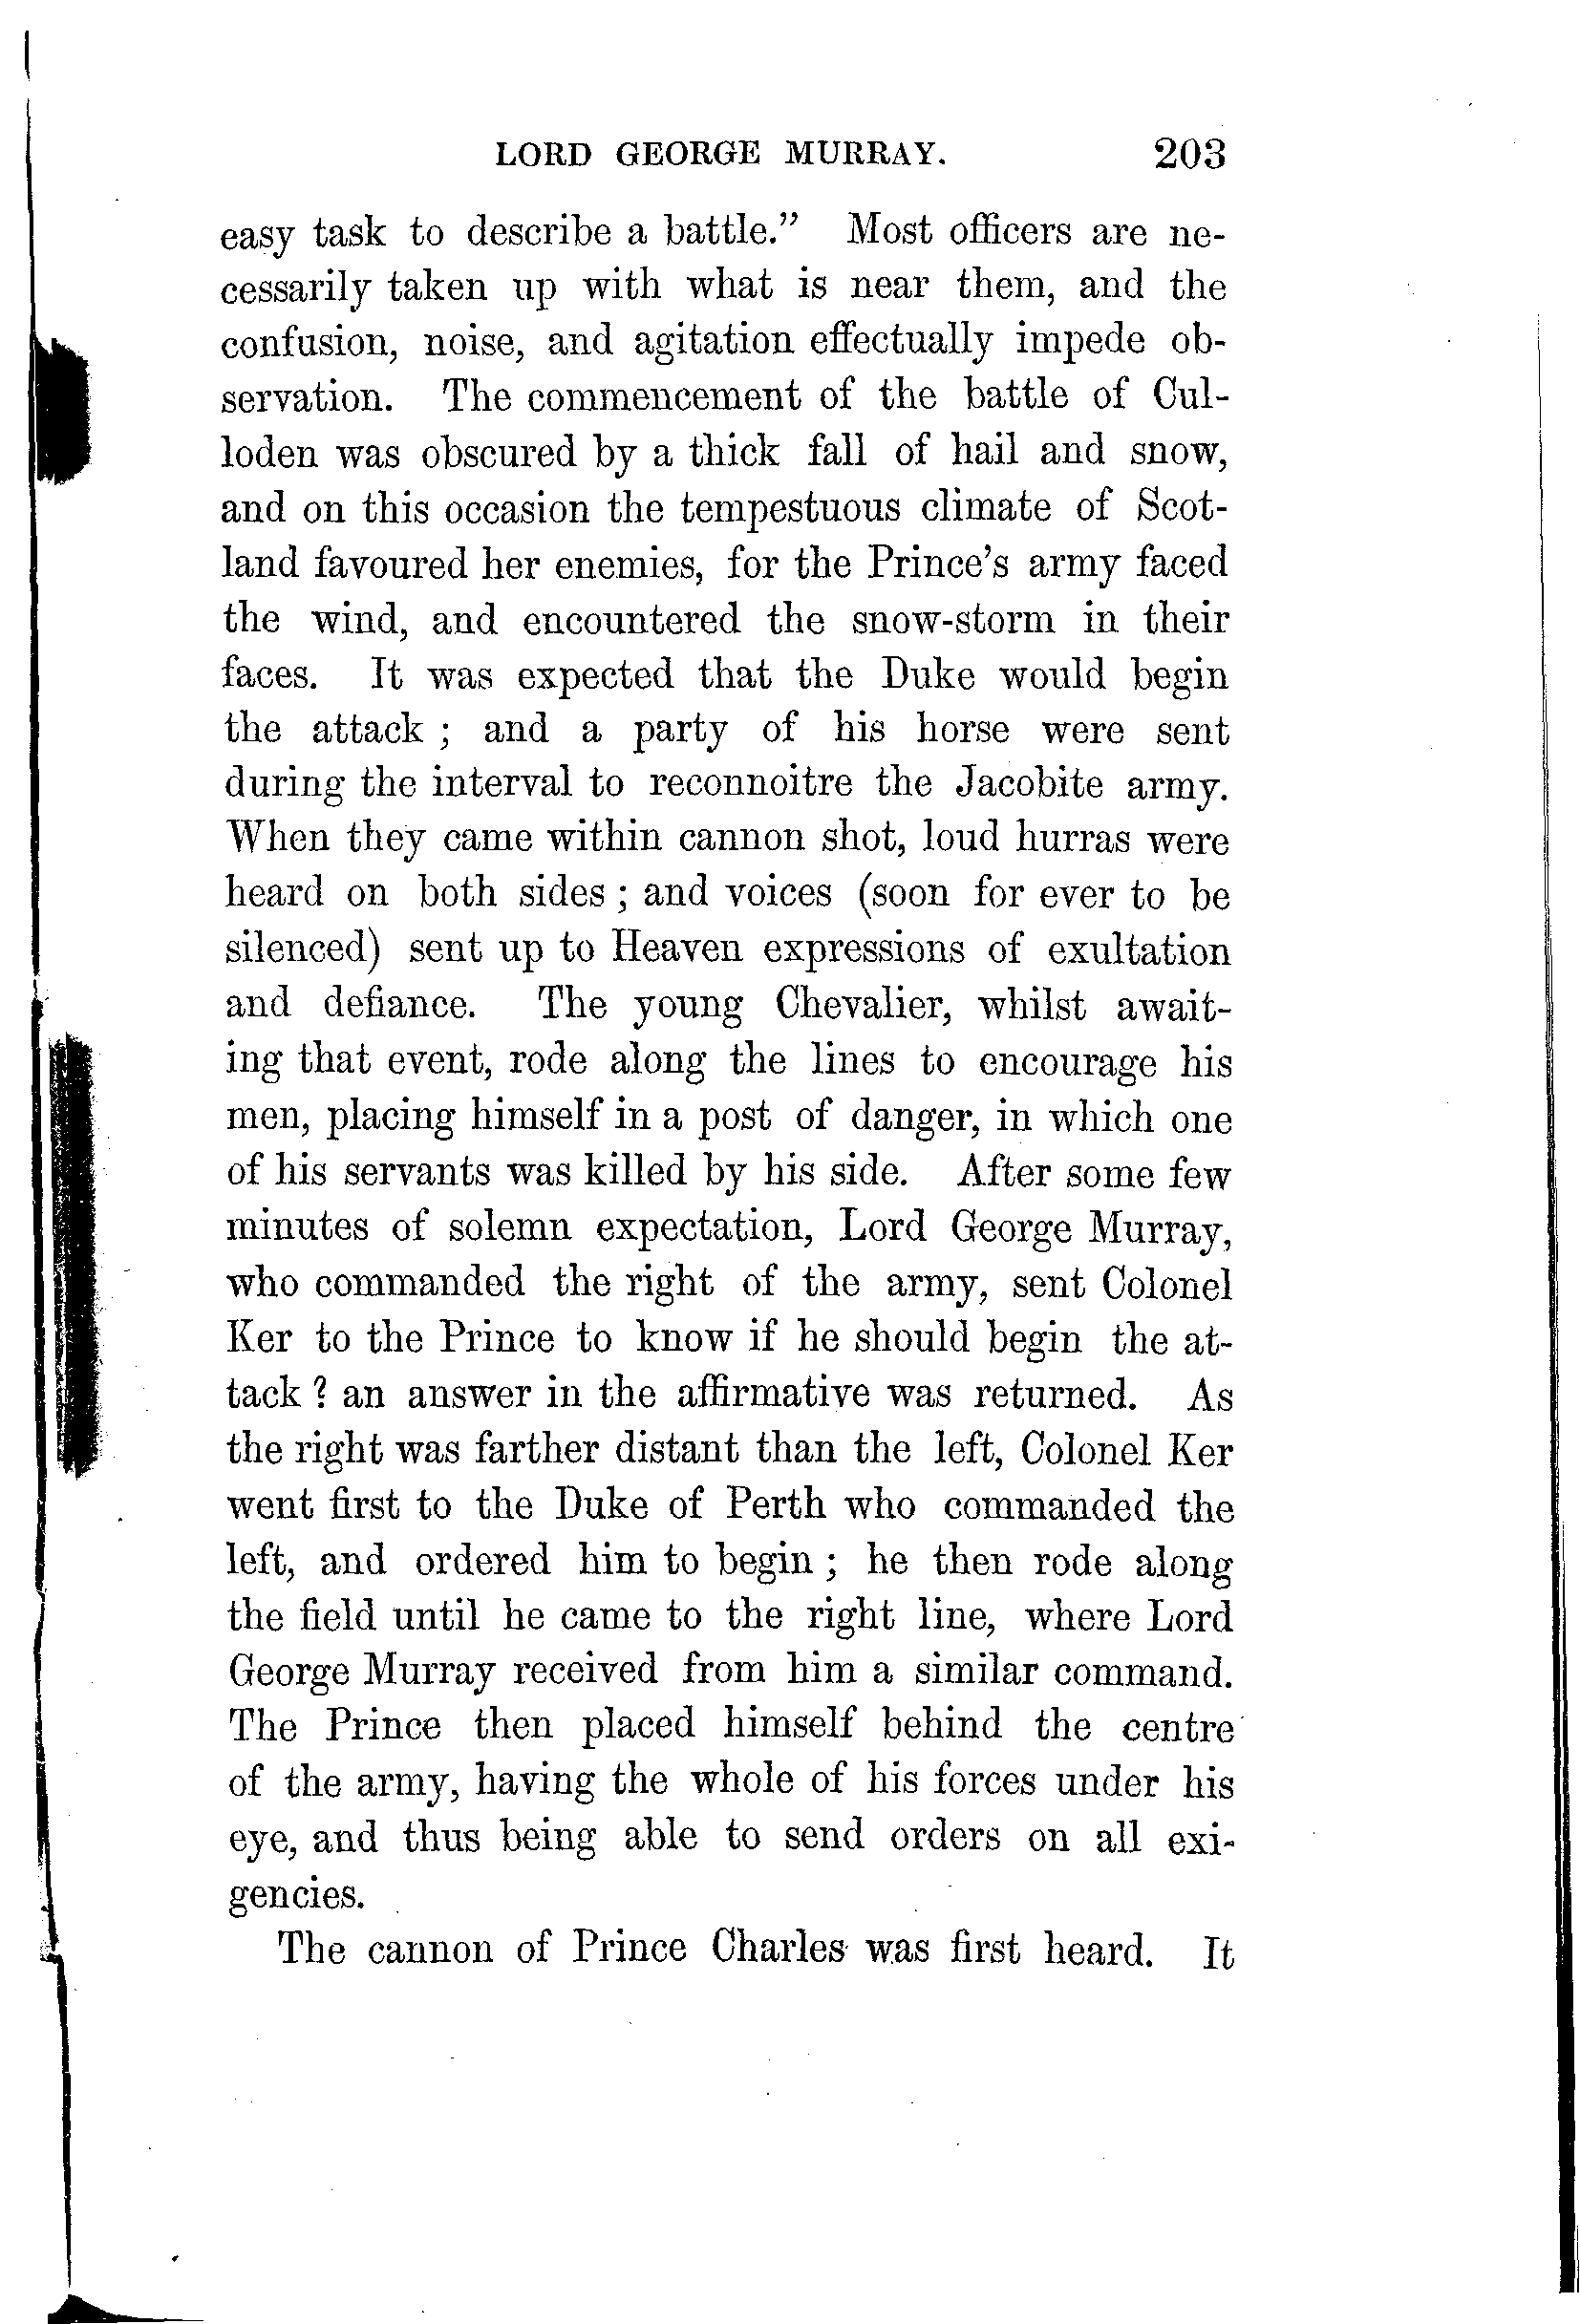 LORD GEORGE MURRAY. 203
easy task to describe a battle.” Most officers are ne-
cessarily taken up with what is near them, and the
confusion, noise, and agitation effectually impede ob-
servation. The commencement of the battle of Cul-
loden was obscured by a thick fall of hail and snow,
and on this occasion the tempestuous climate of Scot-
land favoured her enemies, for the Prince’s army faced
the wind, and encountered the snow-storm in their
faces. It was expected that the Duke would begin
the attack ; and a party of his horse were sent
during the interval to reconnoitre the Jacobite army.
When they came within cannon shot, loud hurras were
heard on both sides ; and voices (soon for ever to be
silenced) sent up to Heaven expressions of exultation
and defiance. The young Chevalier, whilst await-
ing that event, rode along the lines to encourage his
men, placing himself in a post of danger, in which one
of his servants was killed by his side. After some few
minutes of solemn expectation, Lord George Murray,
who commanded the right of the army, sent Colonel
Ker to the Prince to know if he should begin the at-
tack ? an answer in the affirmative was returned. As
the right was farther distant than the left, Colonel Ker
went first to the Duke of Perth who commanded the
left, and ordered him to begin ; he then rode along
the field until he came to the right line, where Lord
George Murray received from him a similar command.
The Prince then placed himself behind the centre
of the army, having the whole of his forces under his
eye, and thus being able to send orders on all exi-
gencies.
The cannon of Prince Charles was first heard. It